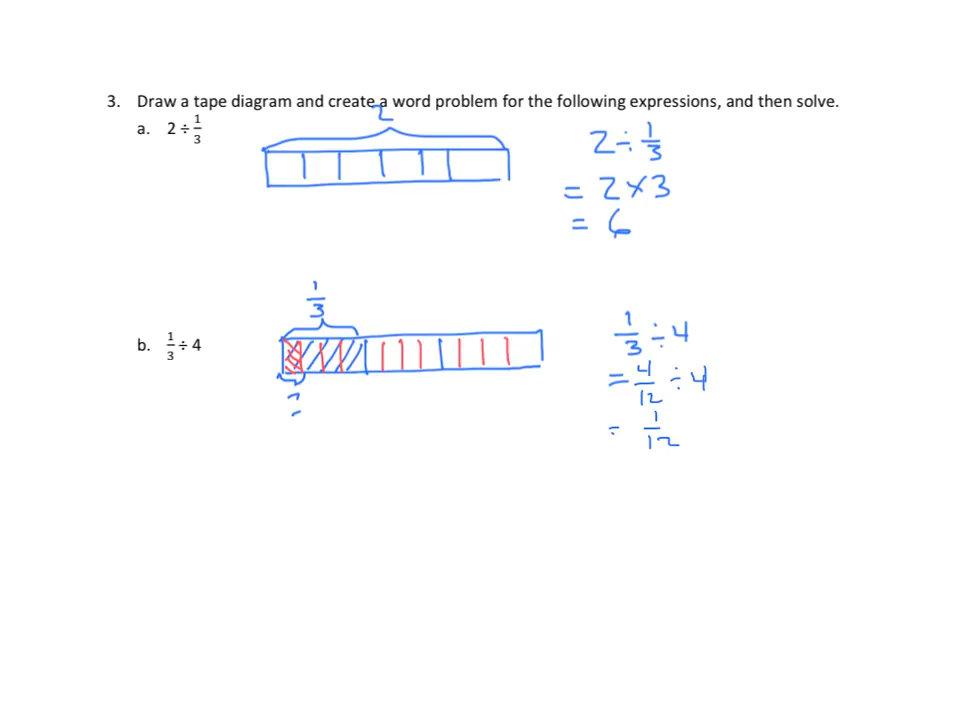 3. Draw a tape diagram and create a word problem for the following expressions, and then solve.
2
a. 2 ÷ 1/3
2 ÷ 1/3
= 2 × 3
= 6
1/3
b. 1/3 ÷ 4
1/3 ÷ 4
= 4/12 ÷ 4
= 1/12
?